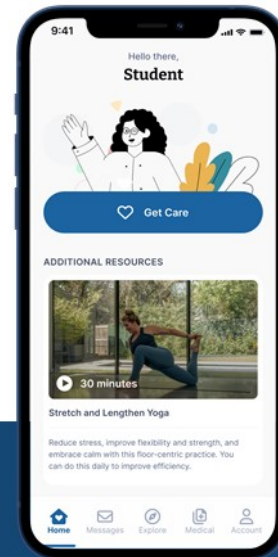 9:41
Hello there,
Student
Get Care
ADDITIONAL RESOURCES
30 minutes
Stretch and Lengthen Yoga
Reduce stress, improve flexibility and strength, and
embrace calm with this floor-centric practice. You
can do this daily to improve efficiency.
Home Messages Explore Medical Account